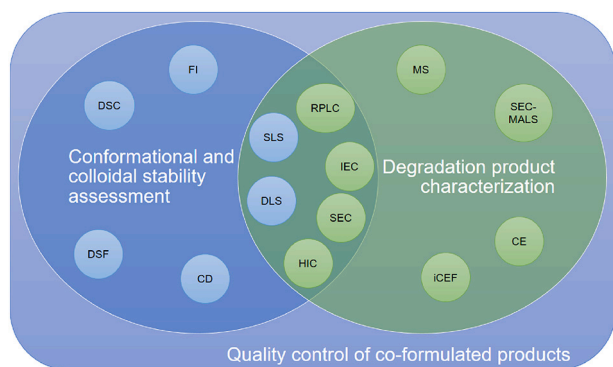 FI
MS
DSC
RPLC
SEC-
MALS
SLS
Conformational and
colloidal stability
assessment
IEC
Degradation product
characterization
DLS
SEC
DSF
CD
HIC
CE
iCEF
Quality control of co-formulated products